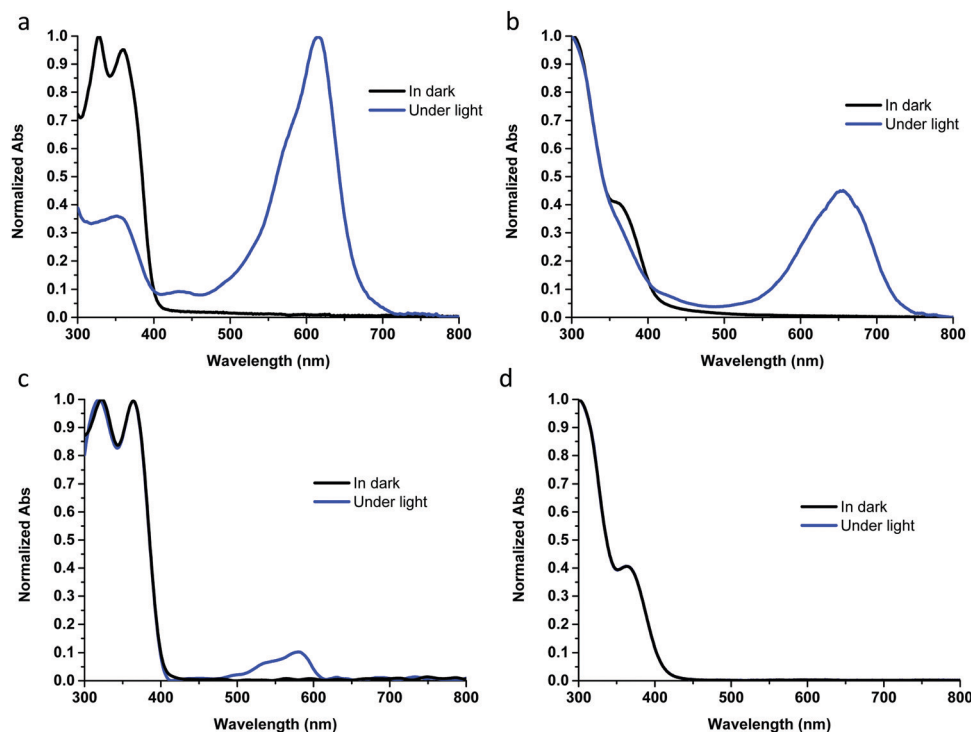 a
1.0
0.9
0.8
0.7
0.6
0.5
0.4
0.3
0.2
0.1
0.0
Normalized Abs
In dark
Under light
300 400 500 600 700 800
Wavelength (nm)
b
1.0
0.9
0.8
0.7
0.6
0.5
0.4
0.3
0.2
0.1
0.0
Normalized Abs
In dark
Under light
300 400 500 600 700 800
Wavelength (nm)
c
1.0
0.9
0.8
0.7
0.6
0.5
0.4
0.3
0.2
0.1
0.0
Normalized Abs
In dark
Under light
300 400 500 600 700 800
Wavelength (nm)
d
1.0
0.9
0.8
0.7
0.6
0.5
0.4
0.3
0.2
0.1
0.0
Normalized Abs
In dark
Under light
300 400 500 600 700 800
Wavelength (nm)